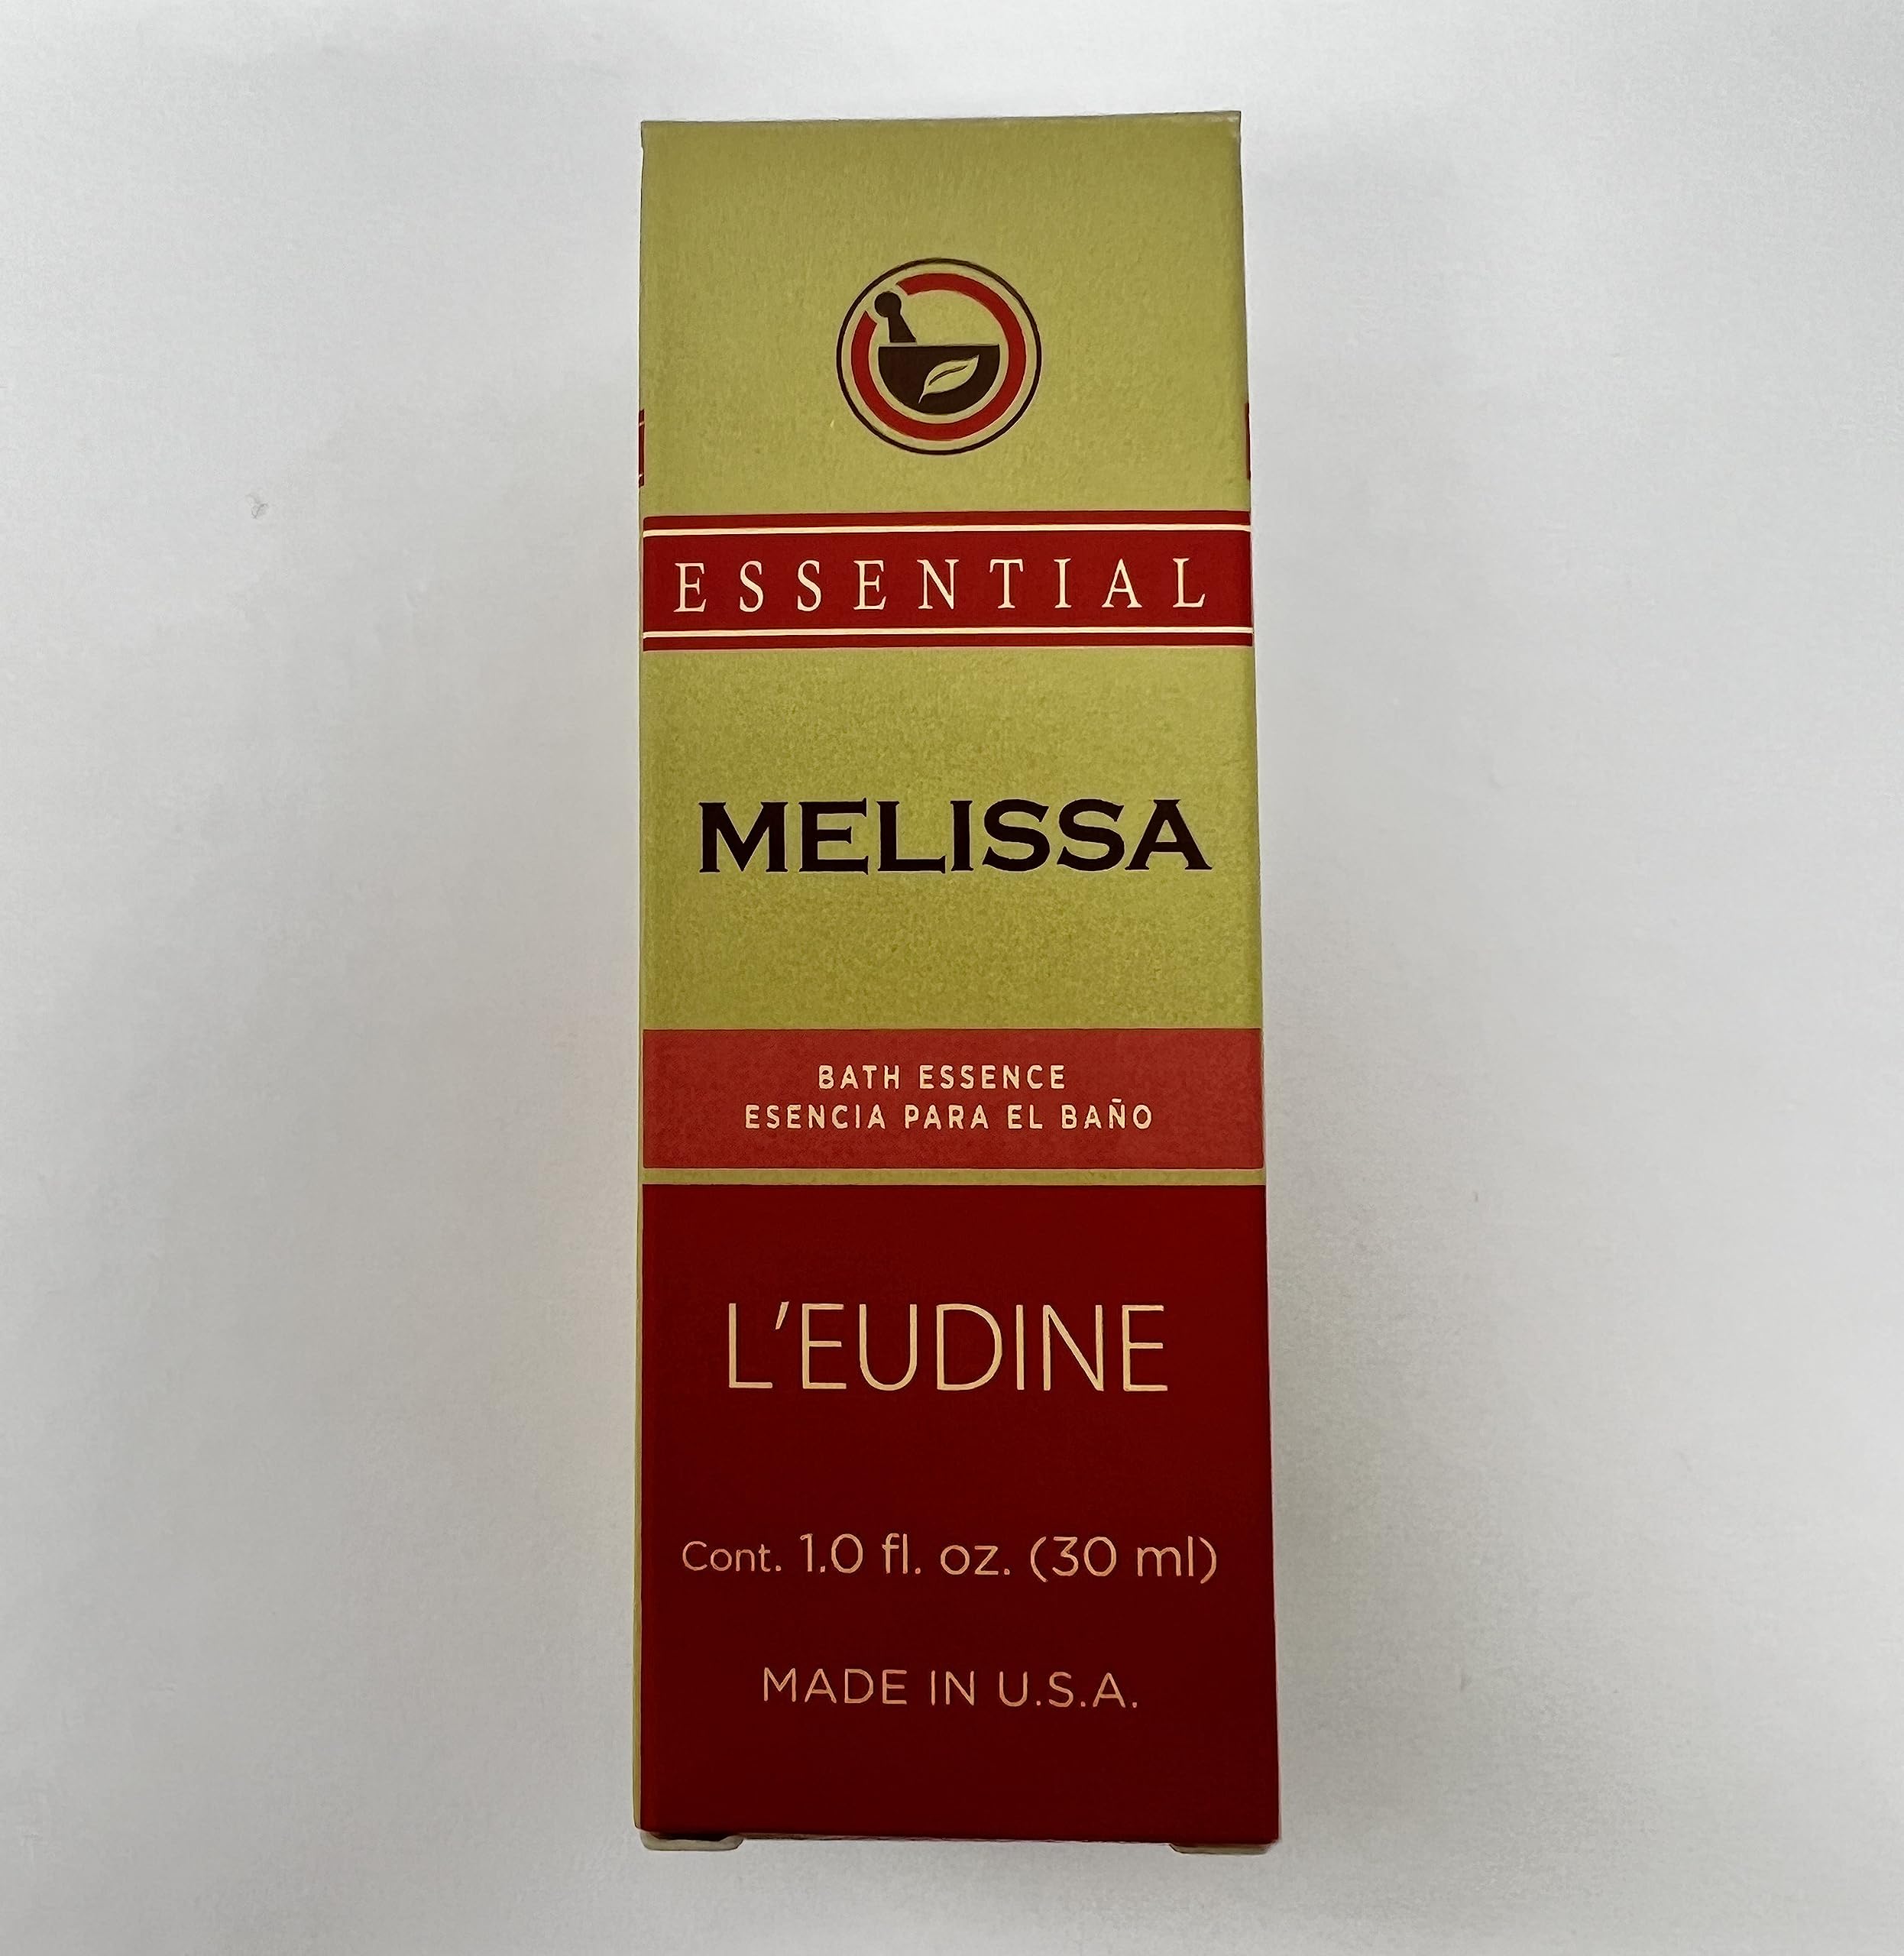 ESSENTIAL
MELISSA
BATH ESSENCE
ESENCIA PARA EL BAÑO
L'EUDINE
Cont. 1.0 fl. oz. (30 ml)
MADE IN U.S.A.